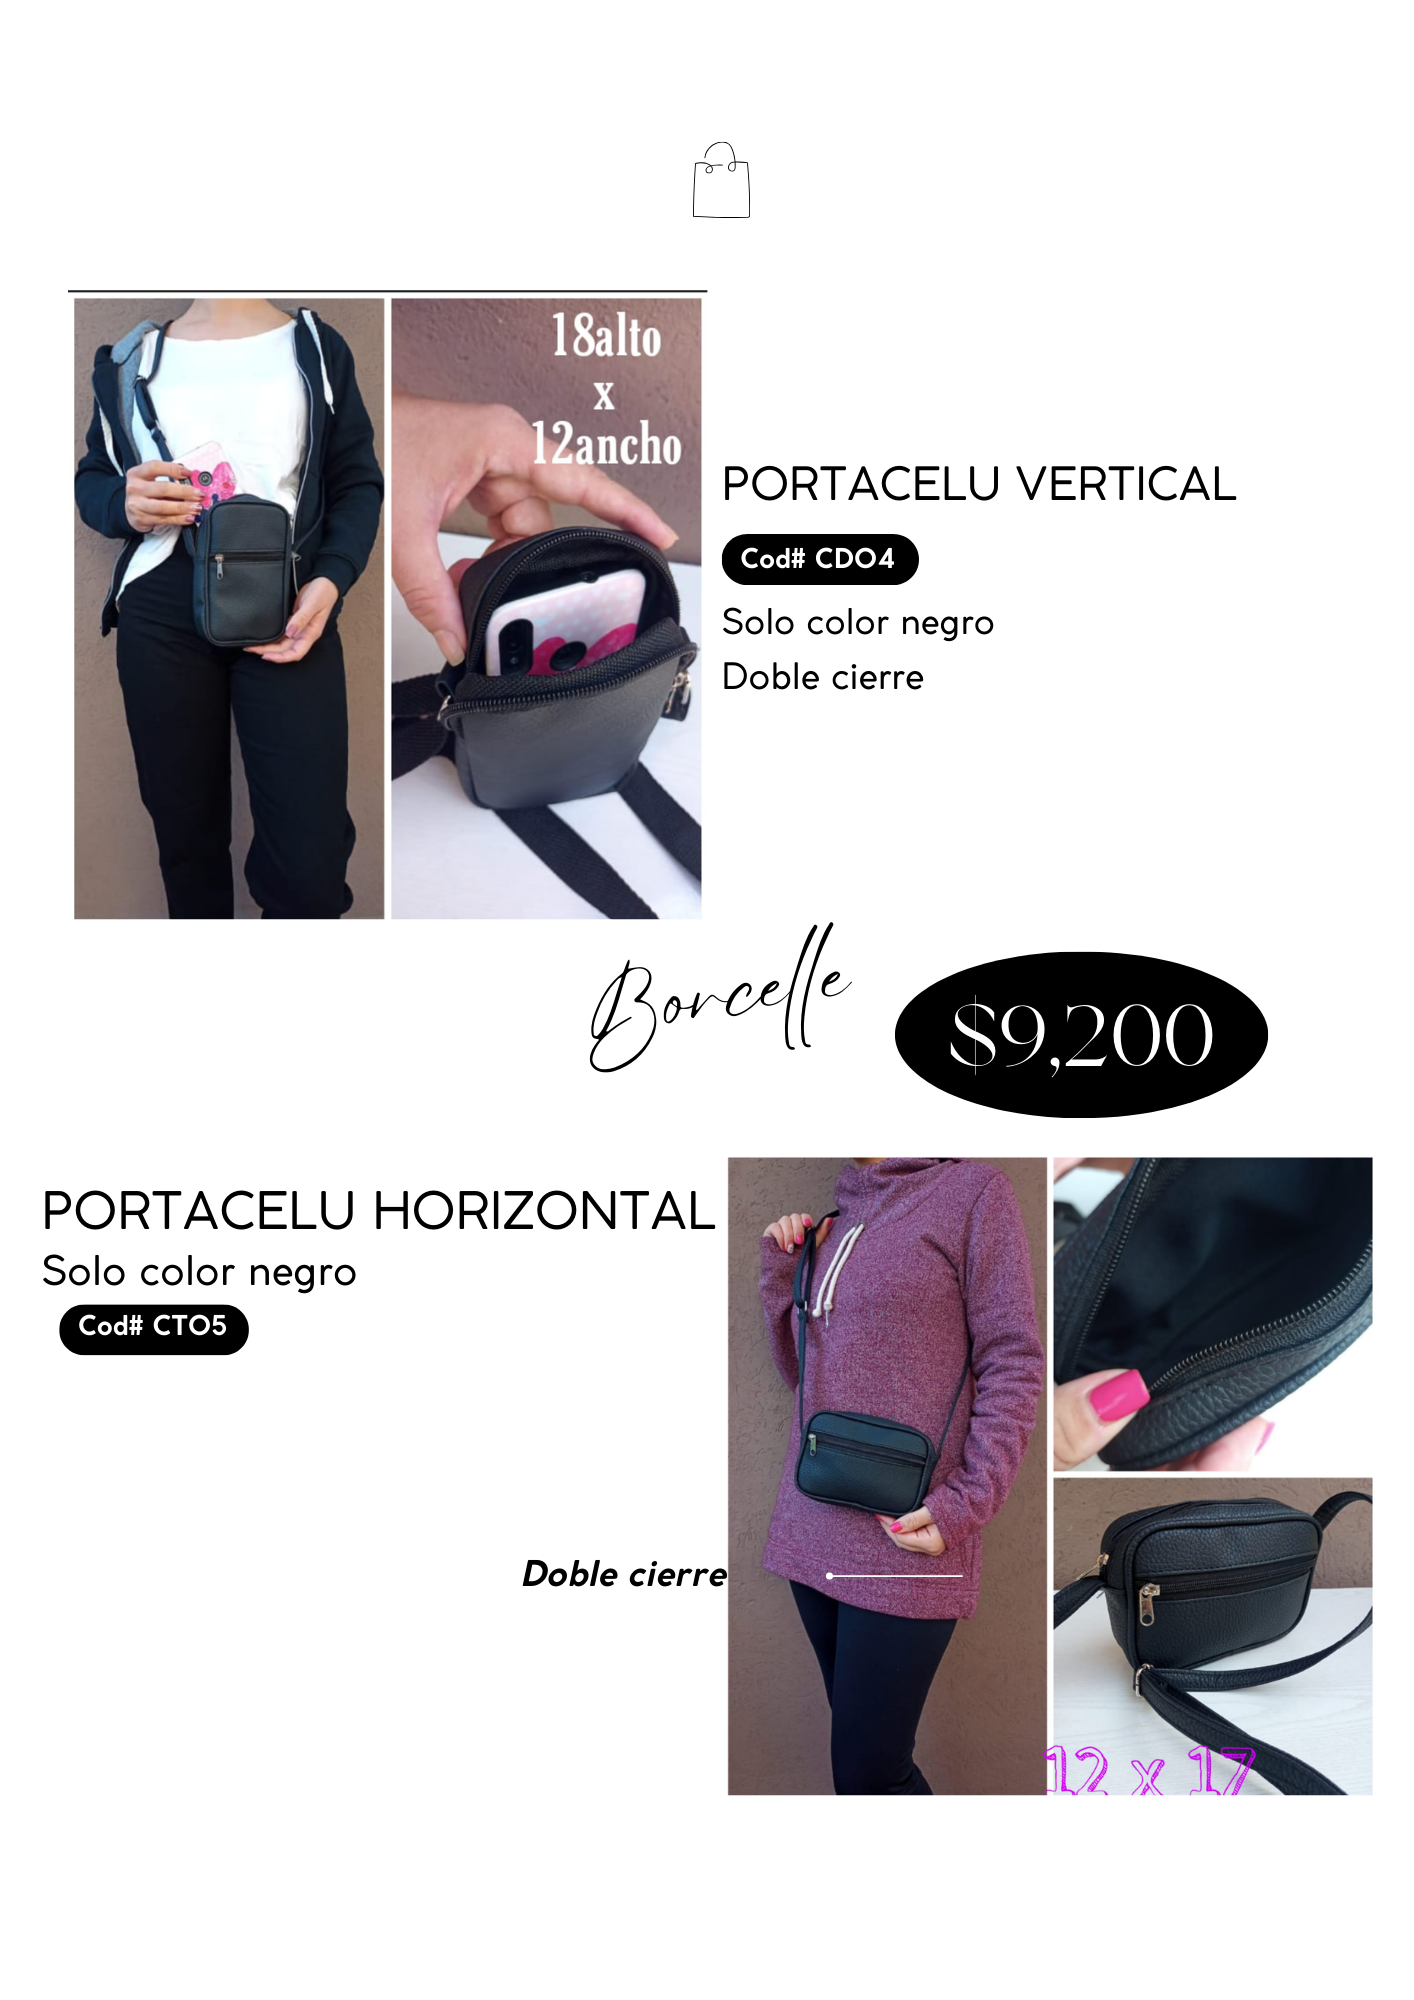 18alto
x
12ancho
PORTACELU VERTICAL
Cod# CDO4
Solo color negro
Doble cierre
Borcelle
$9,200
PORTACELU HORIZONTAL
Solo color negro
Cod# CTO5
Doble cierre
12 x 17